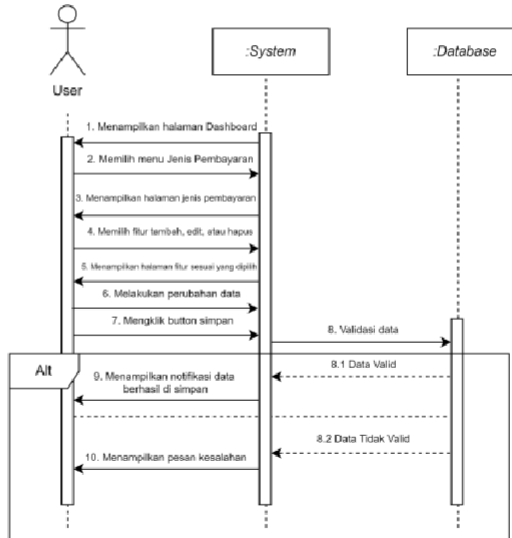 :System
:Database
User
1. Menampilkan halaman Dashboard
2. Memilih menu Jenis Pembayaran
3. Menampilkan halaman jenis pembayaran
4. Memilih fitur tambah, edit, atau hapus
5. Menampilkan halaman fitur sesuai yang dipilih
6. Melakukan perubahan data
7. Mengklik button simpan
8. Validasi data
Alt
8.1 Data Valid
9. Menampilkan notifikasi data
berhasil di simpan
8.2 Data Tidak Valid
10. Menampilkan pesan kesalahan